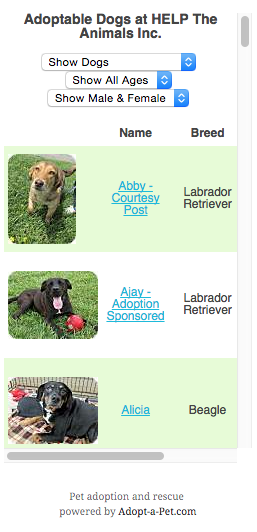 Adoptable Dogs at HELP The
Animals Inc.
Show Dogs
Show All Ages
Show Male & Female
Name Breed
Abby -
Courtesy
Post
Labrador
Retriever
Ajay -
Adoption
Sponsored
Labrador
Retriever
Alicia
Beagle
Pet adoption and rescue
powered by Adopt-a-Pet.com